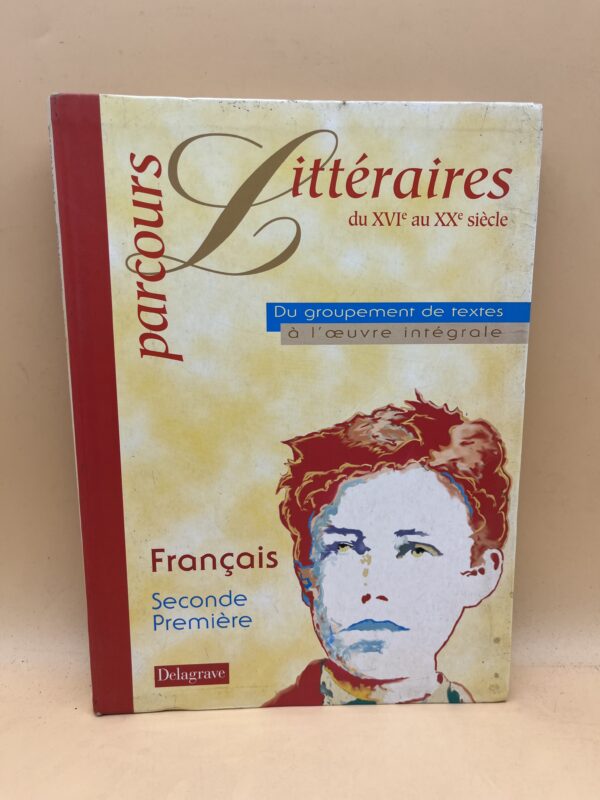 parcours
Littéraires
du XVIᵉ au XXᵉ siècle
Du groupement de textes
à l'œuvre intégrale
Français
Seconde
Première
Delagrave